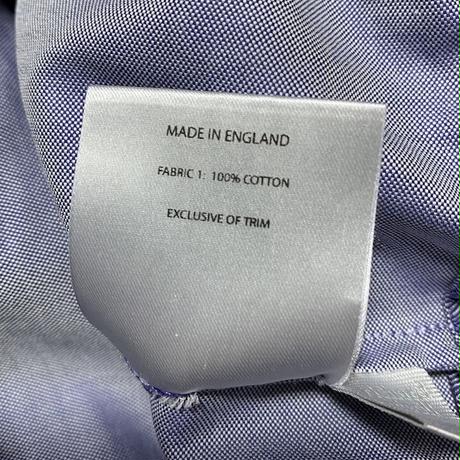 MADE IN ENGLAND
FABRIC 1: 100% COTTON
EXCLUSIVE OF TRIM